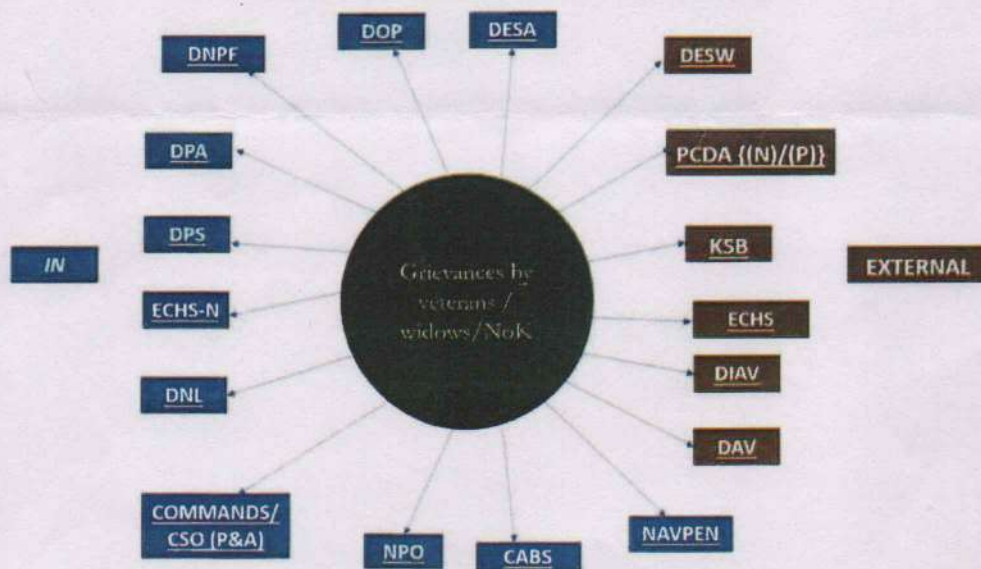 DOP
DESA
DNPF
DESW
DPA
PCDA {(N)/(P)}
DPS
KSB
IN
Grievances by
veterans /
widows/NoK
EXTERNAL
ECHS-N
ECHS
DIAV
DNL
DAV
COMMANDS/
CSO (P&A)
NAVPEN
NPO
CABS